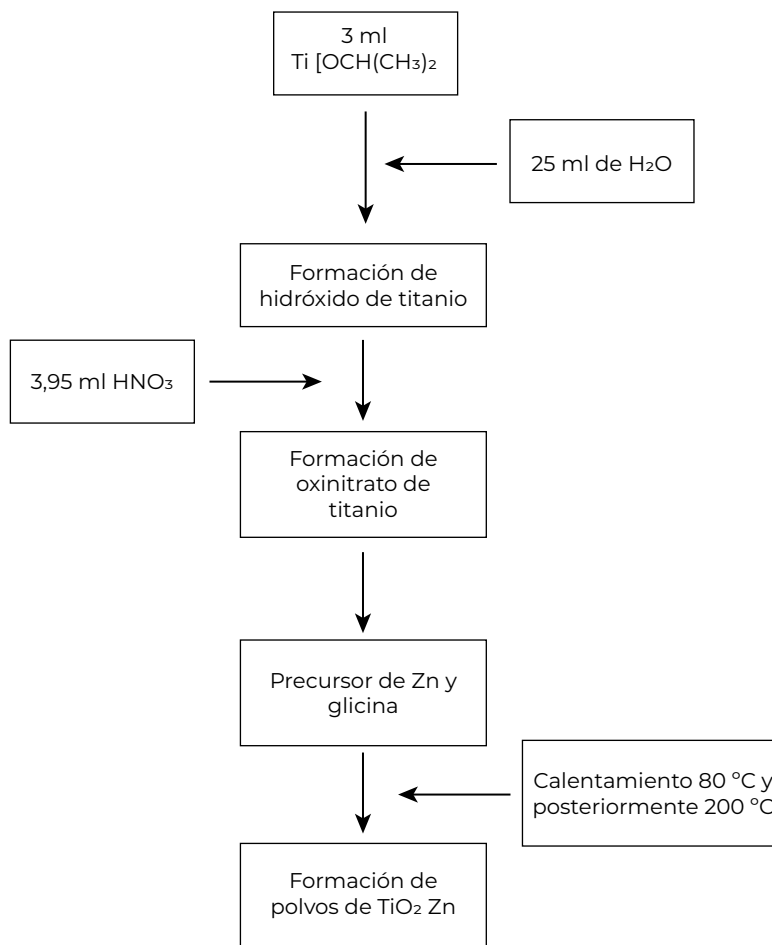 3 ml
Ti [OCH(CH₃)₂
25 ml de H₂O
Formación de
hidróxido de titanio
3,95 ml HNO₃
Formación de
oxinitrato de
titanio
Precursor de Zn y
glicina
Calentamiento 80 ºC y
posteriormente 200 ºC
Formación de
polvos de TiO₂ Zn